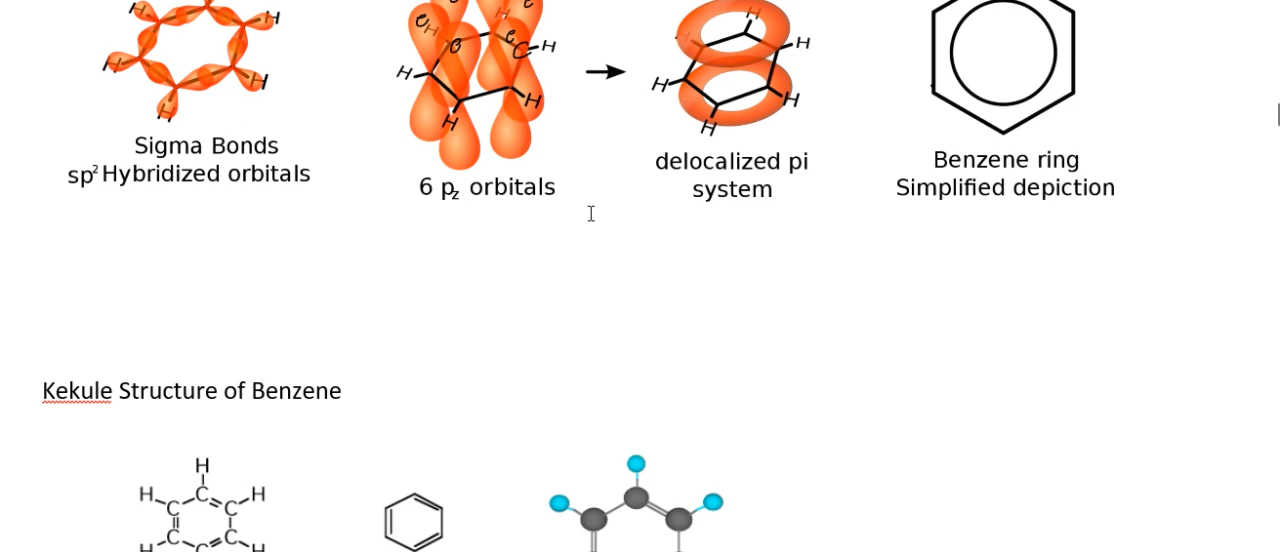 H H H H H
e e
e H H e
e C H
H
H H
H H
H H
H
Sigma Bonds
sp² Hybridized orbitals
6 pz orbitals
delocalized pi
system
Benzene ring
Simplified depiction
Kekule Structure of Benzene
H
H C H
C C
C C
H C H